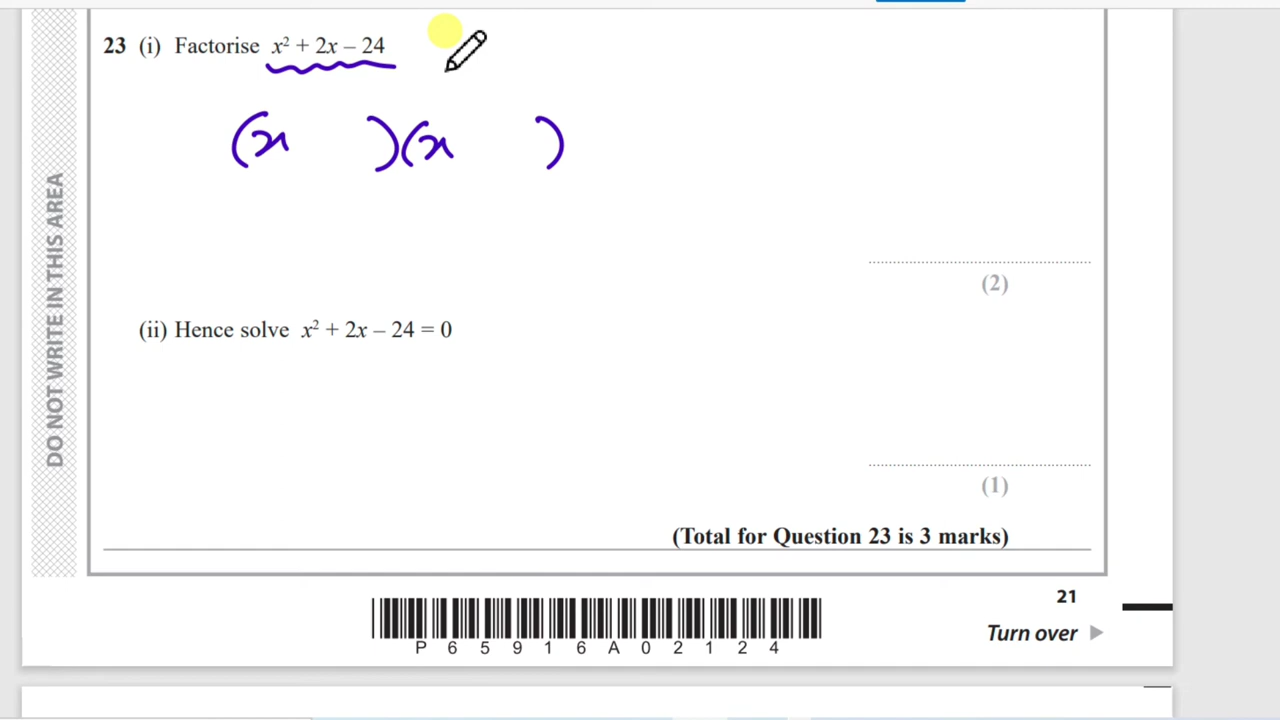 23 (i) Factorise x² + 2x – 24
(x )(x )
(2)
(ii) Hence solve x² + 2x – 24 = 0
(1)
(Total for Question 23 is 3 marks)
DO NOT WRITE IN THIS AREA
21
P 6 5 9 1 6 A 0 2 1 2 4
Turn over